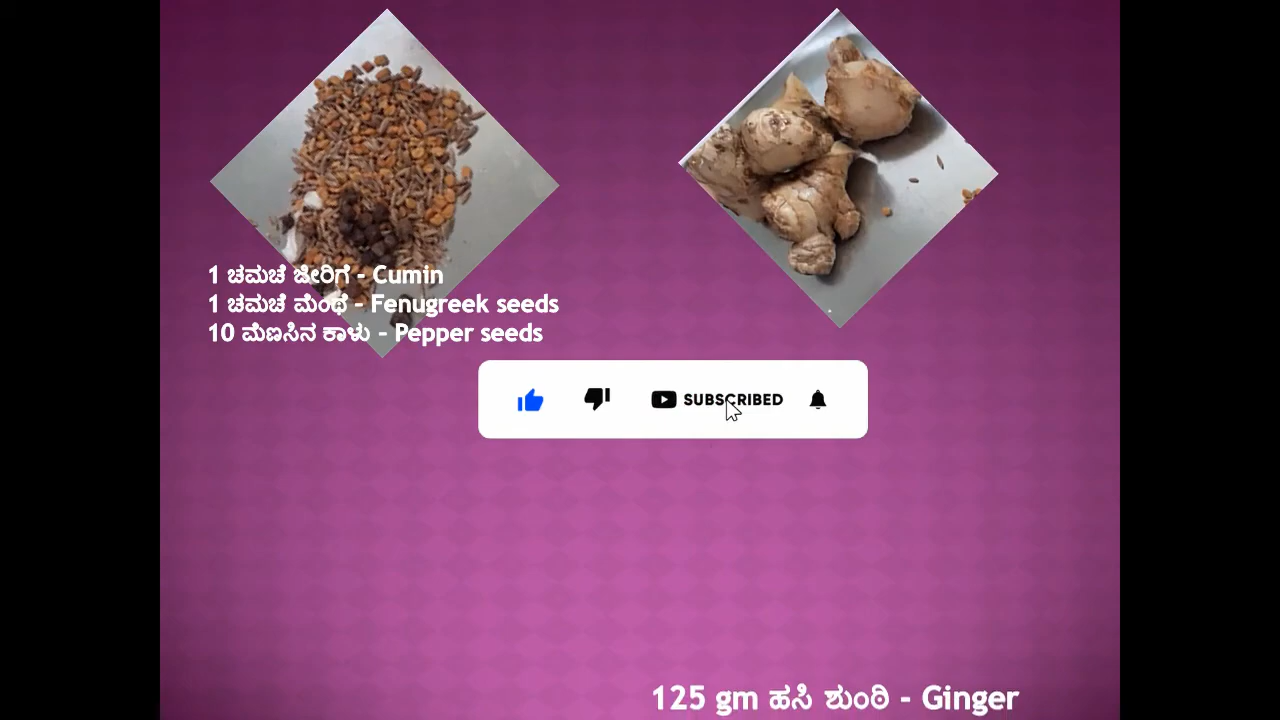 1 ಚಮಚೆ ಜೀರಿಗೆ - Cumin
1 ಚಮಚೆ ಮೆಂಥೆ - Fenugreek seeds
10 ಮೆಣಸಿನ ಕಾಳು - Pepper seeds
SUBSCRIBED
125 gm ಹಸಿ ಶುಂಠಿ - Ginger